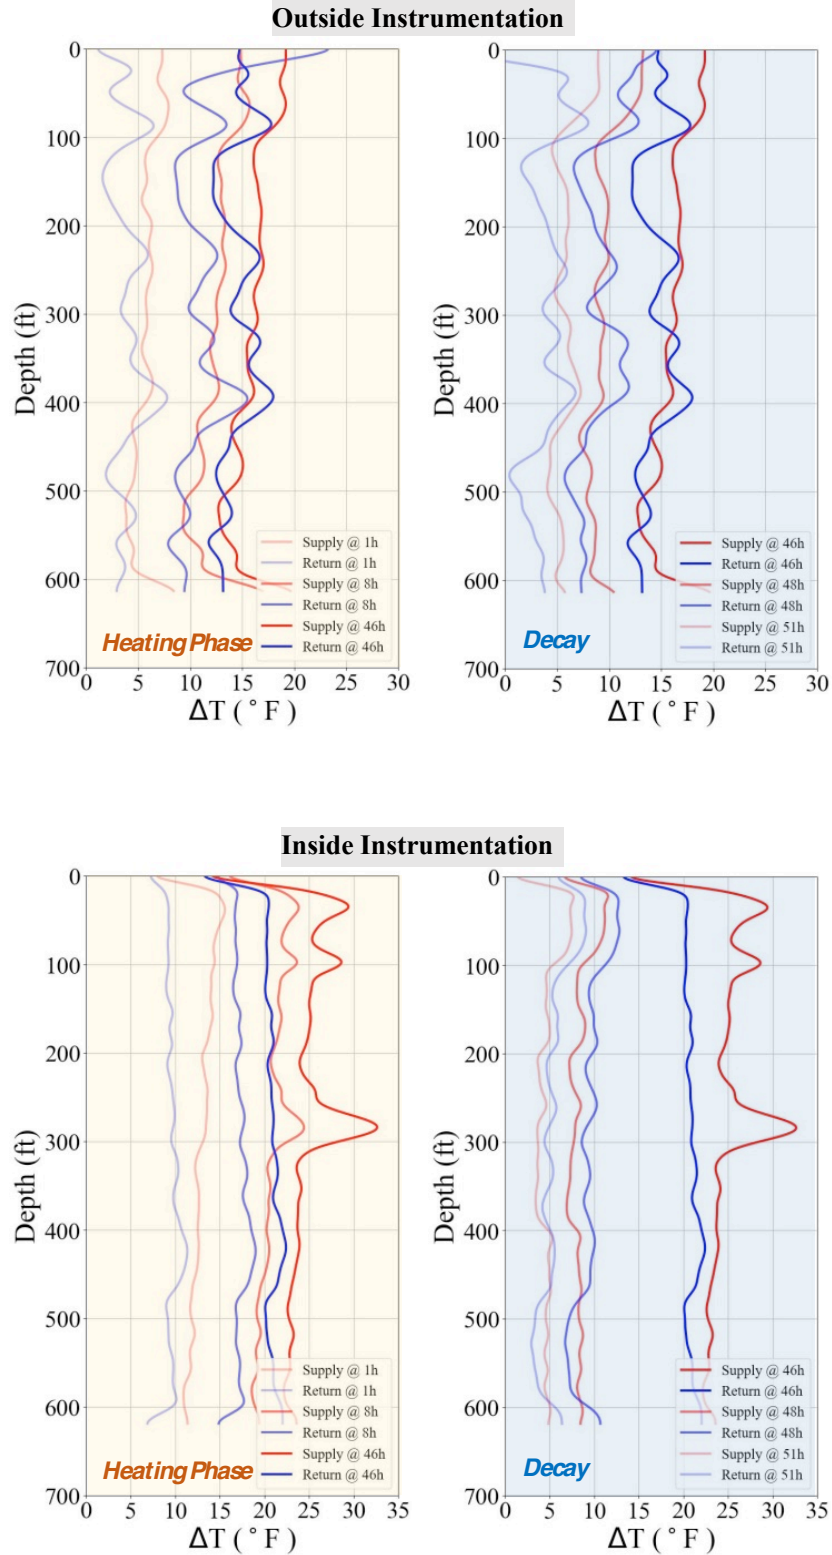 Outside Instrumentation
0
100
200
300
400
500
600
700
Depth (ft)
Supply @ 1h
Return @ 1h
Supply @ 8h
Return @ 8h
Supply @ 46h
Return @ 46h
Heating Phase
0 5 10 15 20 25 30
ΔT ( ° F )
0
100
200
300
400
500
600
700
Depth (ft)
Supply @ 46h
Return @ 46h
Supply @ 48h
Return @ 48h
Supply @ 51h
Return @ 51h
Decay
0 5 10 15 20 25 30
ΔT ( ° F )
Inside Instrumentation
0
100
200
300
400
500
600
700
Depth (ft)
Supply @ 1h
Return @ 1h
Supply @ 8h
Return @ 8h
Supply @ 46h
Return @ 46h
Heating Phase
0 5 10 15 20 25 30 35
ΔT ( ° F )
0
100
200
300
400
500
600
700
Depth (ft)
Supply @ 46h
Return @ 46h
Supply @ 48h
Return @ 48h
Supply @ 51h
Return @ 51h
Decay
0 5 10 15 20 25 30 35
ΔT ( ° F )